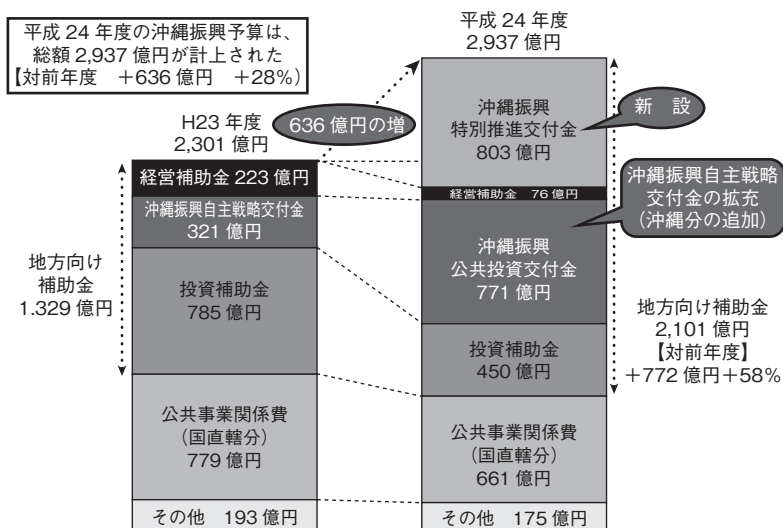 平成 24 年度の沖縄振興予算は、
総額 2,937 億円が計上された
【対前年度　+636 億円　+28%）
平成 24 年度
2,937 億円
H23 年度
2,301 億円
636 億円の増
新　設
沖縄振興
特別推進交付金
803 億円
経営補助金 223 億円
沖縄振興自主戦略交付金
321 億円
投資補助金
785 億円
公共事業関係費
（国直轄分）
779 億円
その他　193 億円
地方向け
補助金
1.329 億円
経営補助金　76 億円
沖縄振興
公共投資交付金
771 億円
投資補助金
450 億円
公共事業関係費
（国直轄分）
661 億円
その他　175 億円
沖縄振興自主戦略
交付金の拡充
（沖縄分の追加）
地方向け補助金
2,101 億円
【対前年度】
+772 億円+58%